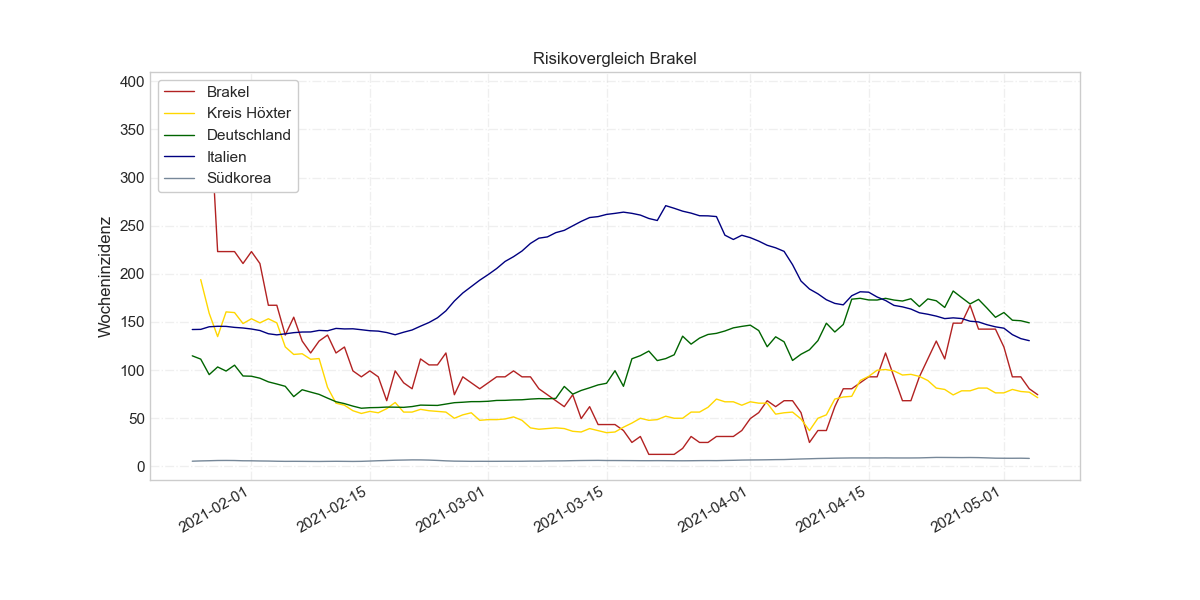 Risikovergleich Brakel
Wocheninzidenz
400
350
300
250
200
150
100
50
0
Brakel
Kreis Höxter
Deutschland
Italien
Südkorea
2021-02-01
2021-02-15
2021-03-01
2021-03-15
2021-04-01
2021-04-15
2021-05-01